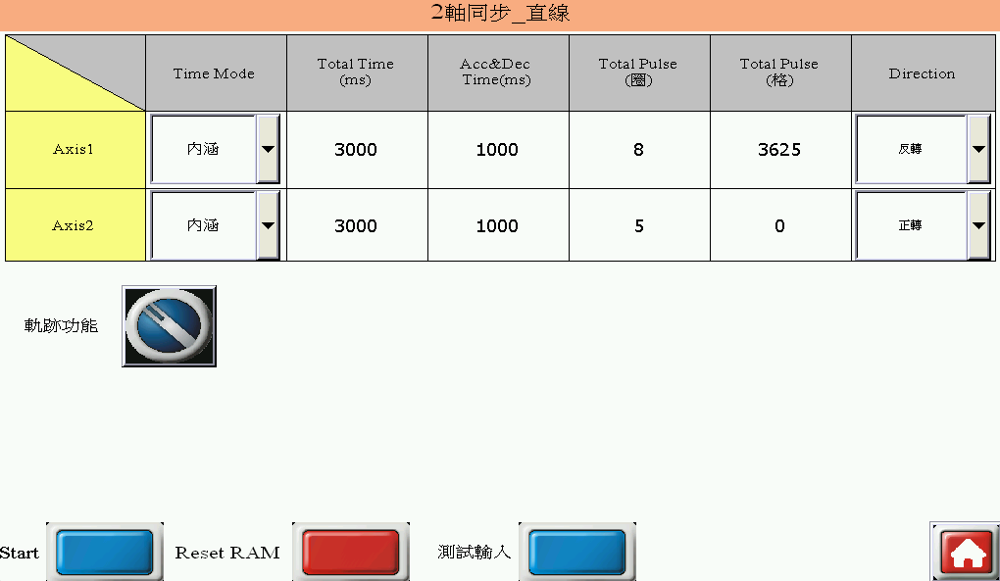 2軸同步_直線
Time Mode
Total Time
(ms)
Acc&Dec
Time(ms)
Total Pulse
(圈)
Total Pulse
(格)
Direction
Axis1
內涵
3000
1000
8
3625
反轉
Axis2
內涵
3000
1000
5
0
正轉
軌跡功能
Start
Reset RAM
測試輸入